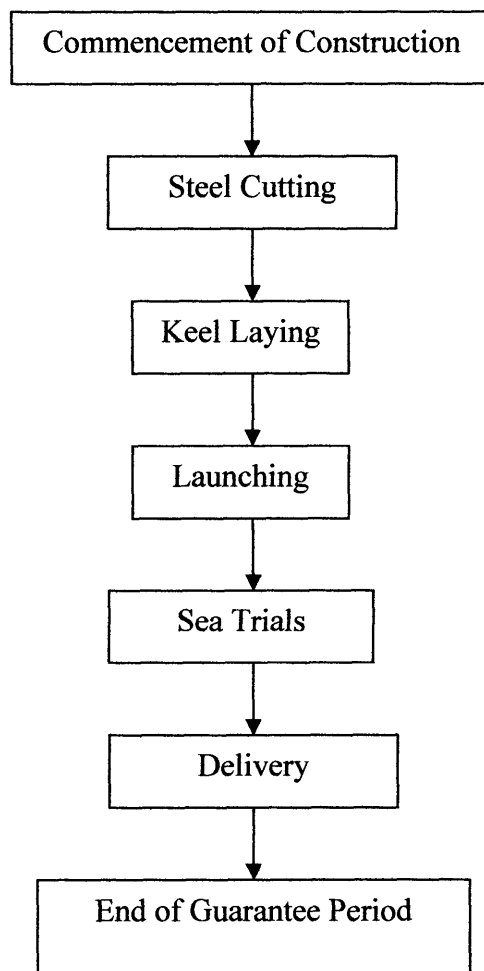 Commencement of Construction
Steel Cutting
Keel Laying
Launching
Sea Trials
Delivery
End of Guarantee Period